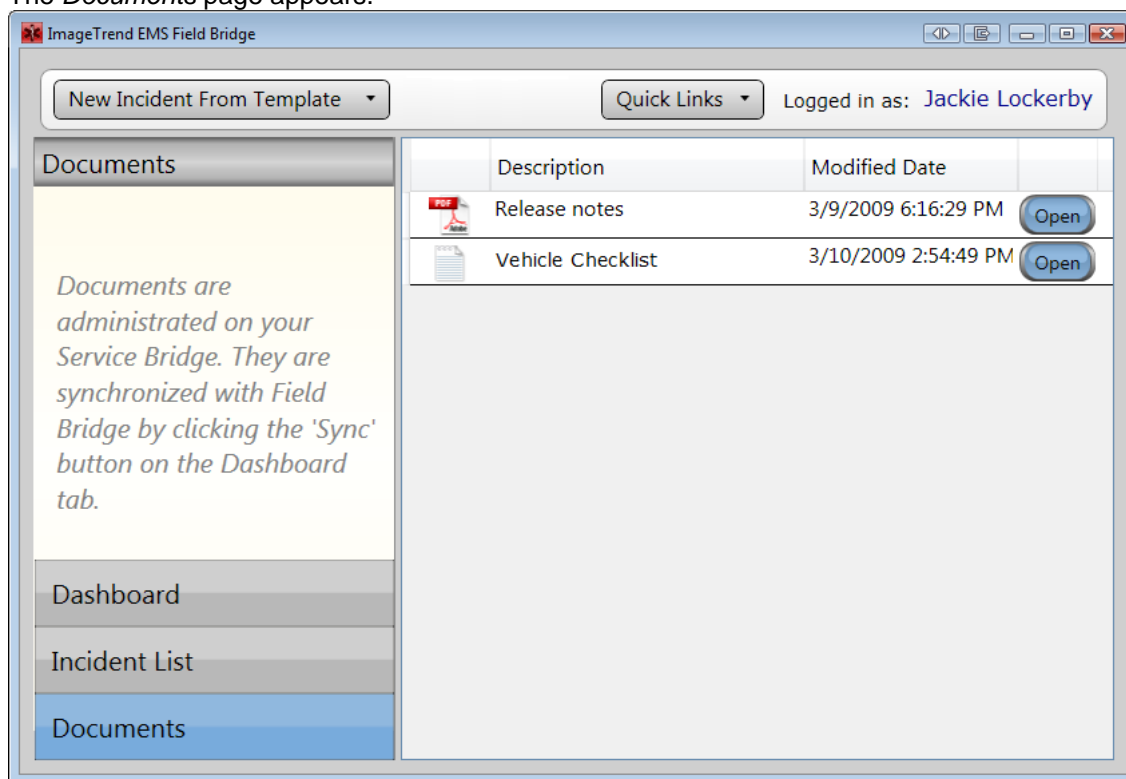 The Documents page appears.
ImageTrend EMS Field Bridge
New Incident From Template
Quick Links
Logged in as: Jackie Lockerby
Documents
Documents are
administrated on your
Service Bridge. They are
synchronized with Field
Bridge by clicking the 'Sync'
button on the Dashboard
tab.
Dashboard
Incident List
Documents
Description Modified Date
PDF Adobe Release notes 3/9/2009 6:16:29 PM Open
Vehicle Checklist 3/10/2009 2:54:49 PM Open